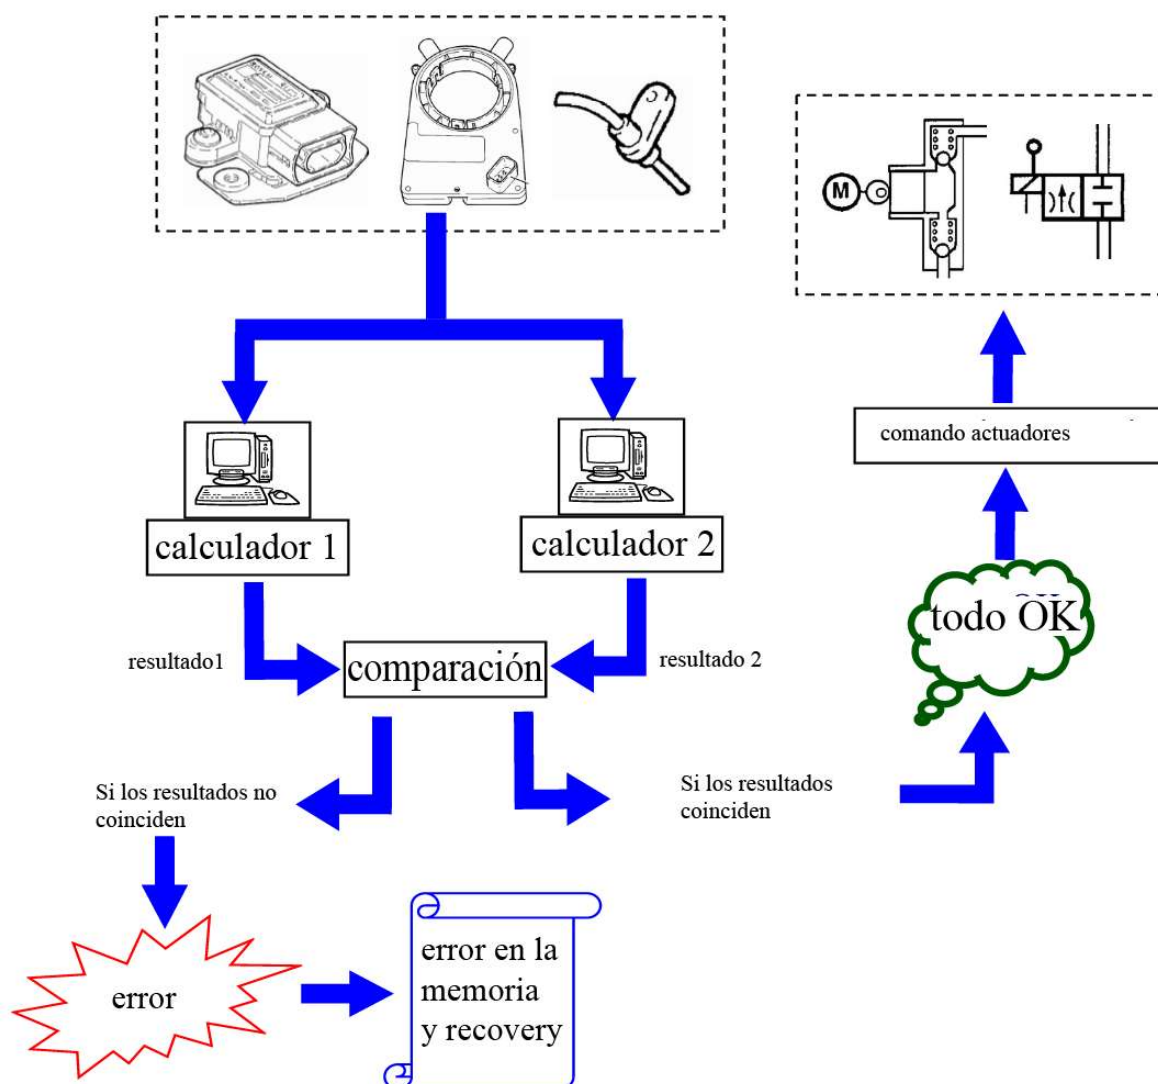 M
comando actuadores
calculador 1
calculador 2
todo OK
resultado1
comparación
resultado 2
Si los resultados no
coinciden
Si los resultados
coinciden
error
error en la
memoria
y recovery